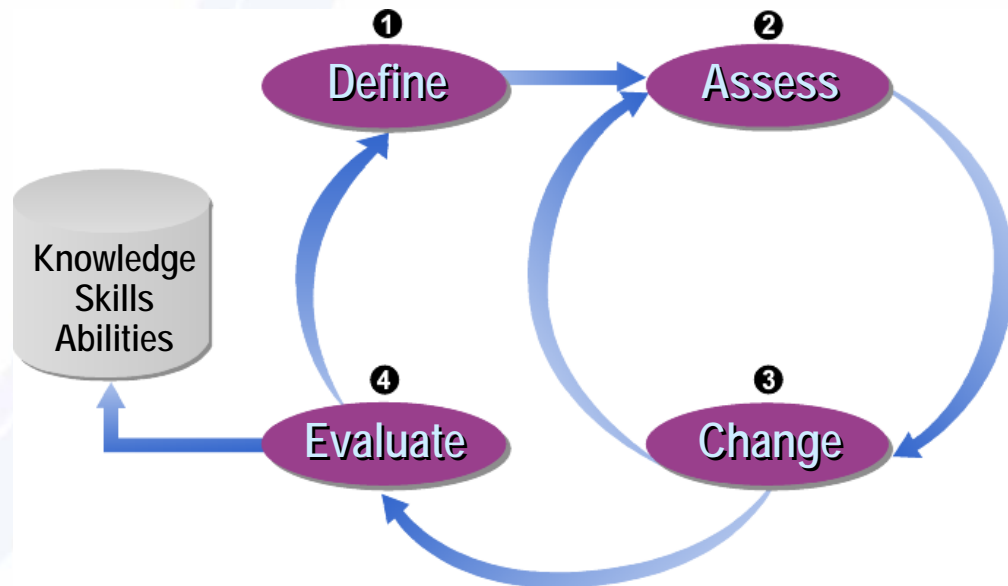 1
Define
2
Assess
Knowledge
Skills
Abilities
4
Evaluate
3
Change